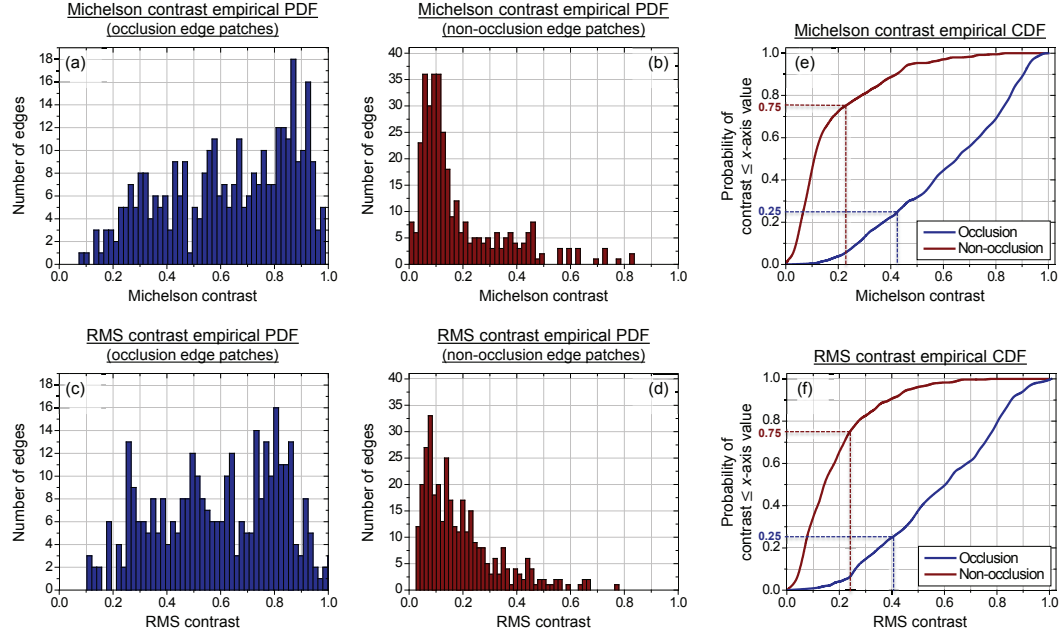 Michelson contrast empirical PDF
(occlusion edge patches)
(a)
Number of edges
18
16
14
12
10
8
6
4
2
0
0.0 0.2 0.4 0.6 0.8 1.0
Michelson contrast
Michelson contrast empirical PDF
(non-occlusion edge patches)
(b)
Number of edges
40
35
30
25
20
15
10
5
0
0.0 0.2 0.4 0.6 0.8 1.0
Michelson contrast
Michelson contrast empirical CDF
(e)
Probability of
contrast ≤ x-axis value
1.0
0.8
0.75
0.6
0.4
0.25
0.2
0.0
Occlusion
Non-occlusion
0.0 0.2 0.4 0.6 0.8 1.0
Michelson contrast
RMS contrast empirical PDF
(occlusion edge patches)
(c)
Number of edges
18
16
14
12
10
8
6
4
2
0
0.0 0.2 0.4 0.6 0.8 1.0
RMS contrast
RMS contrast empirical PDF
(non-occlusion edge patches)
(d)
Number of edges
40
35
30
25
20
15
10
5
0
0.0 0.2 0.4 0.6 0.8 1.0
RMS contrast
RMS contrast empirical CDF
(f)
Probability of
contrast ≤ x-axis value
1.0
0.8
0.75
0.6
0.4
0.25
0.2
0.0
Occlusion
Non-occlusion
0.0 0.2 0.4 0.6 0.8 1.0
RMS contrast